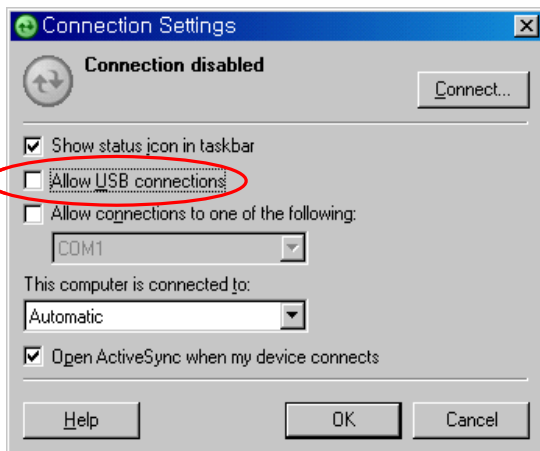 Connection Settings
Connection disabled
Connect...
Show status icon in taskbar
Allow USB connections
Allow connections to one of the following:
COM1
This computer is connected to:
Automatic
Open ActiveSync when my device connects
Help OK Cancel